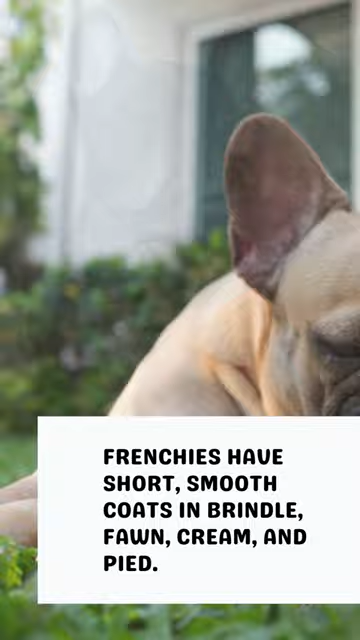 FRENCHIES HAVE
SHORT, SMOOTH
COATS IN BRINDLE,
FAWN, CREAM, AND
PIED.